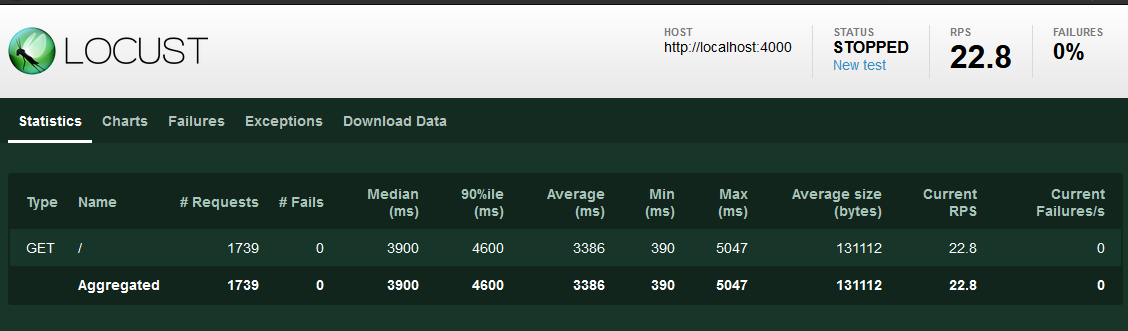 LOCUST
HOST
http://localhost:4000
STATUS
STOPPED
New test
RPS
22.8
FAILURES
0%
Statistics Charts Failures Exceptions Download Data
Type Name # Requests # Fails Median (ms) 90%ile (ms) Average (ms) Min (ms) Max (ms) Average size (bytes) Current RPS Current Failures/s
GET / 1739 0 3900 4600 3386 390 5047 131112 22.8 0
Aggregated 1739 0 3900 4600 3386 390 5047 131112 22.8 0